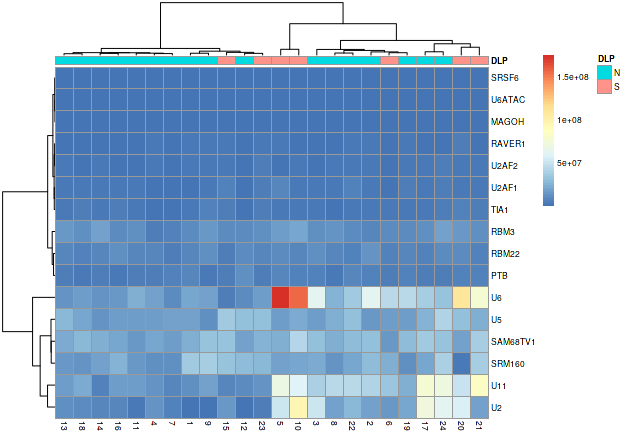 DLP
SRSF6
U6ATAC
MAGOH
RAVER1
U2AF2
U2AF1
TIA1
RBM3
RBM22
PTB
U6
U5
SAM68TV1
SRM160
U11
U2
13 18 14 16 11 4 7 1 9 15 12 23 5 10 3 8 22 2 6 19 17 24 20 21
1.5e+08
1e+08
5e+07
DLP
N
S